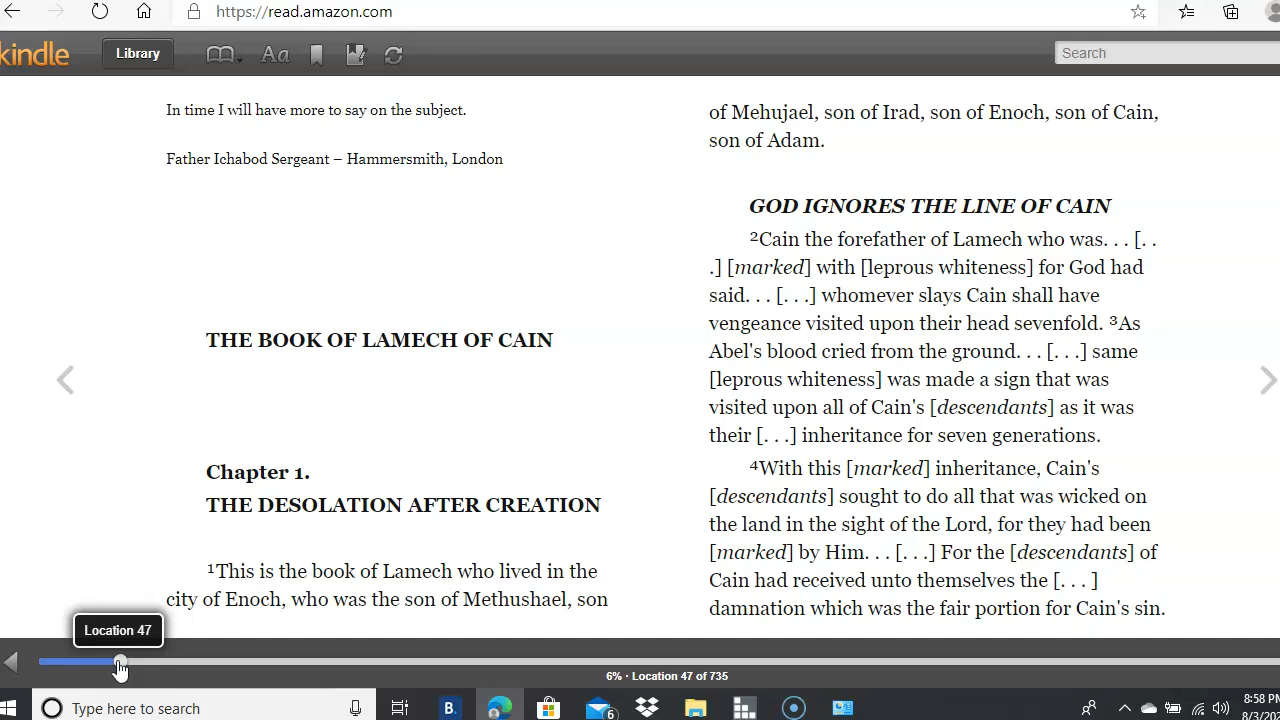 https://read.amazon.com
kindle
Library
Aa
Search
In time I will have more to say on the subject.
Father Ichabod Sergeant – Hammersmith, London
THE BOOK OF LAMECH OF CAIN
Chapter 1.
THE DESOLATION AFTER CREATION
¹This is the book of Lamech who lived in the
city of Enoch, who was the son of Methushael, son
of Mehujael, son of Irad, son of Enoch, son of Cain,
son of Adam.
GOD IGNORES THE LINE OF CAIN
²Cain the forefather of Lamech who was. . . [. .
.] [marked] with [leprous whiteness] for God had
said. . . [. . .] whomever slays Cain shall have
vengeance visited upon their head sevenfold. ³As
Abel's blood cried from the ground. . . [. . .] same
[leprous whiteness] was made a sign that was
visited upon all of Cain's [descendants] as it was
their [. . .] inheritance for seven generations.
⁴With this [marked] inheritance, Cain's
[descendants] sought to do all that was wicked on
the land in the sight of the Lord, for they had been
[marked] by Him. . . [. . .] For the [descendants] of
Cain had received unto themselves the [. . .]
damnation which was the fair portion for Cain's sin.
Location 47
6% · Location 47 of 735
Type here to search
B.
6
8:58 PM